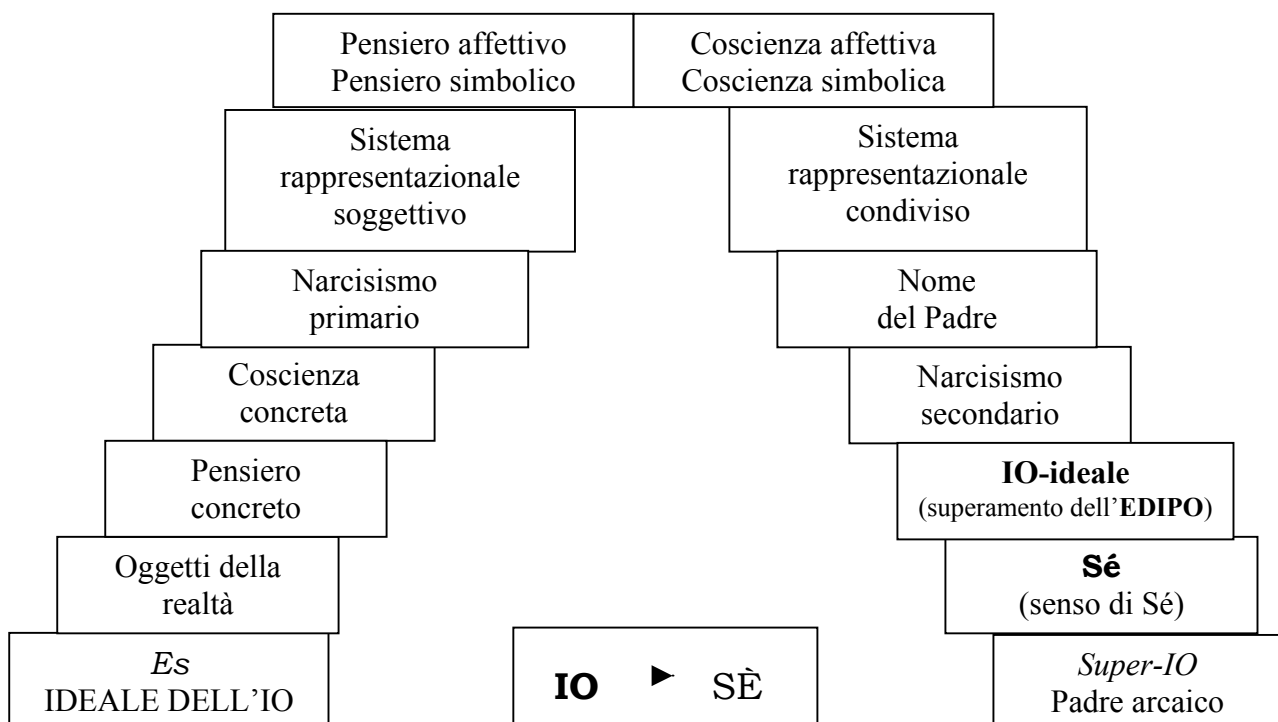 Pensiero affettivo
Pensiero simbolico
Coscienza affettiva
Coscienza simbolica
Sistema
rappresentazionale
soggettivo
Sistema
rappresentazionale
condiviso
Narcisismo
primario
Nome
del Padre
Coscienza
concreta
Narcisismo
secondario
Pensiero
concreto
IO-ideale
(superamento dell’EDIPO)
Oggetti della
realtà
Sé
(senso di Sé)
Es
IDEALE DELL’IO
IO ► SÈ
Super-IO
Padre arcaico